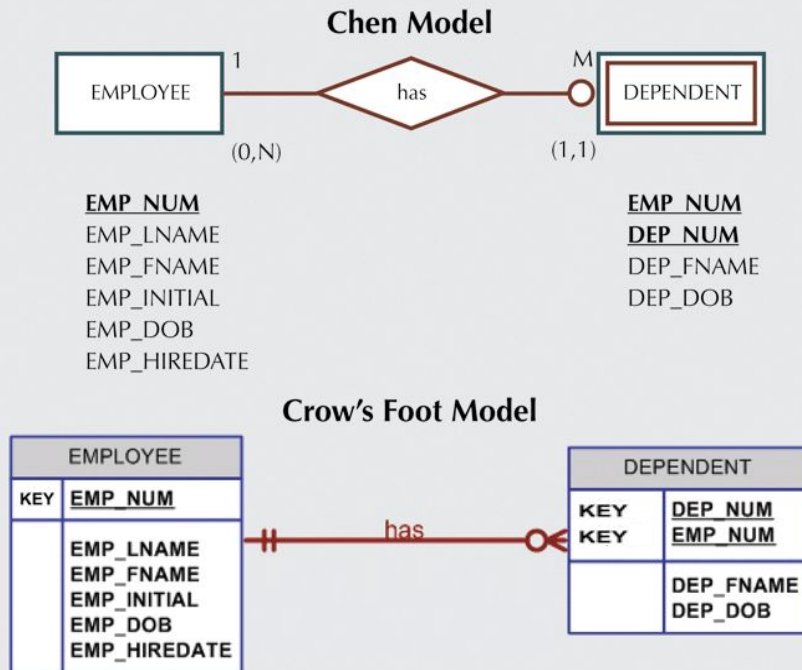 Chen Model
1 M
EMPLOYEE has DEPENDENT
(0,N) (1,1)
EMP_NUM EMP_NUM
EMP_LNAME DEP_NUM
EMP_FNAME DEP_FNAME
EMP_INITIAL DEP_DOB
EMP_DOB
EMP_HIREDATE
Crow's Foot Model
EMPLOYEE
KEY EMP_NUM
EMP_LNAME
EMP_FNAME
EMP_INITIAL
EMP_DOB
EMP_HIREDATE
has
DEPENDENT
KEY DEP_NUM
KEY EMP_NUM
DEP_FNAME
DEP_DOB